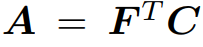 A = F^T C